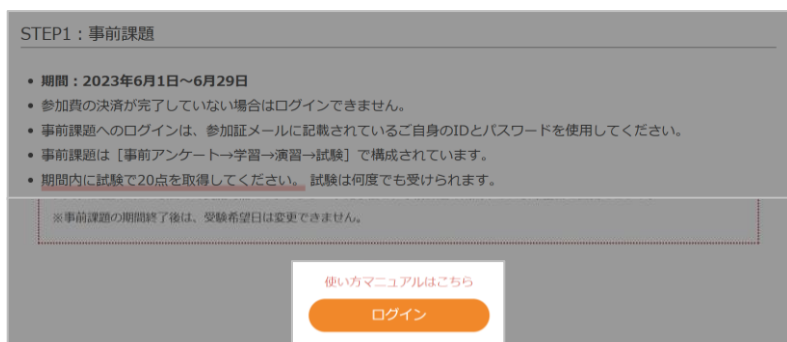 STEP1：事前課題
• 期間：2023年6月1日～6月29日
• 参加費の決済が完了していない場合はログインできません。
• 事前課題へのログインは、参加証メールに記載されているご自身のIDとパスワードを使用してください。
• 事前課題は［事前アンケート→学習→演習→試験］で構成されています。
• 期間内に試験で20点を取得してください。 試験は何度でも受けられます。
※事前課題の期間終了後は、受験希望日は変更できません。
使い方マニュアルはこちら
ログイン